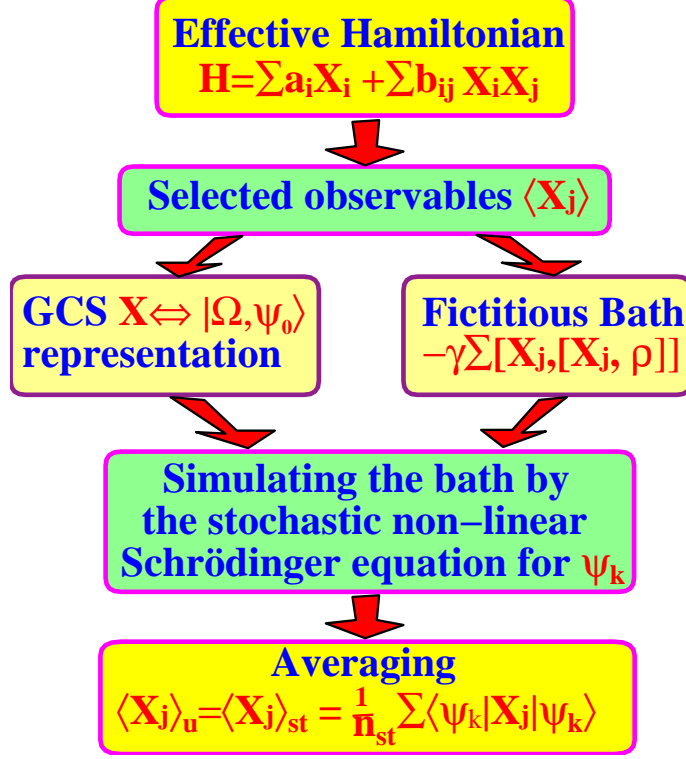 Effective Hamiltonian
H=∑aᵢXᵢ +∑bᵢⱼ XᵢXⱼ
Selected observables ⟨Xⱼ⟩
GCS X⇔ |Ω,ψ₀⟩
representation
Fictitious Bath
−γ∑[Xⱼ,[Xⱼ, ρ]]
Simulating the bath by
the stochastic non−linear
Schrödinger equation for ψₖ
Averaging
⟨Xⱼ⟩ᵤ=⟨Xⱼ⟩ₛₜ = 1/nₛₜ ∑⟨ψₖ|Xⱼ|ψₖ⟩